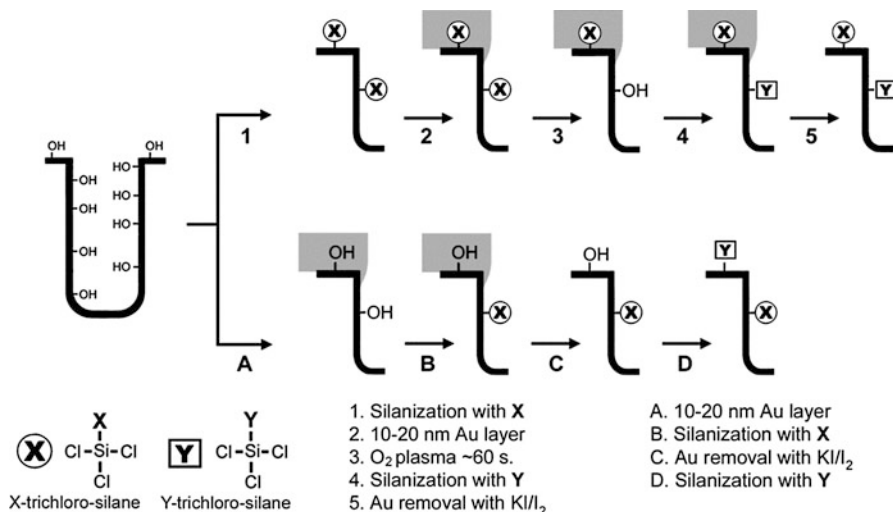 X
X
X
X
X
OH
X
Y
X
Y
1
2
3
4
5
OH
OH
OH
OH
OH
OH
OH
HO
HO
HO
HO
OH
OH
OH
X
OH
X
Y
X
A
B
C
D
X
X
Cl
Si
Cl
Cl
X-trichloro-silane
Y
Y
Cl
Si
Cl
Cl
Y-trichloro-silane
1. Silanization with X
2. 10-20 nm Au layer
3. O₂ plasma ~60 s.
4. Silanization with Y
5. Au removal with KI/I₂
A. 10-20 nm Au layer
B. Silanization with X
C. Au removal with KI/I₂
D. Silanization with Y